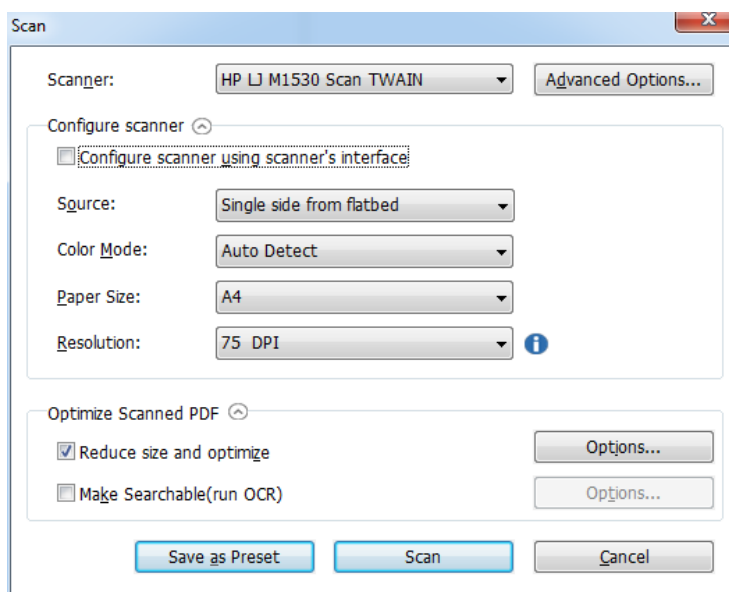 Scan
x
Scanner: HP LJ M1530 Scan TWAIN Advanced Options...
Configure scanner
Configure scanner using scanner's interface
Source: Single side from flatbed
Color Mode: Auto Detect
Paper Size: A4
Resolution: 75 DPI i
Optimize Scanned PDF
Reduce size and optimize Options...
Make Searchable(run OCR) Options...
Save as Preset Scan Cancel